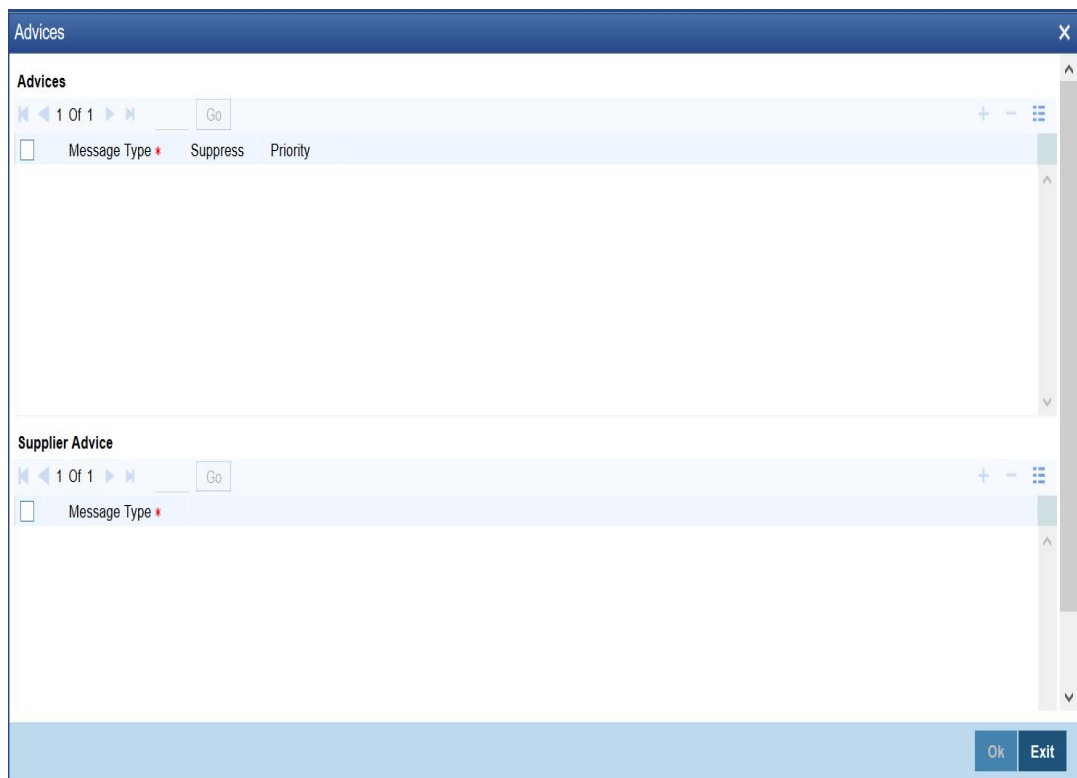 Advices
Advices
1 Of 1 Go
Message Type * Suppress Priority
Supplier Advice
1 Of 1 Go
Message Type *
Ok Exit